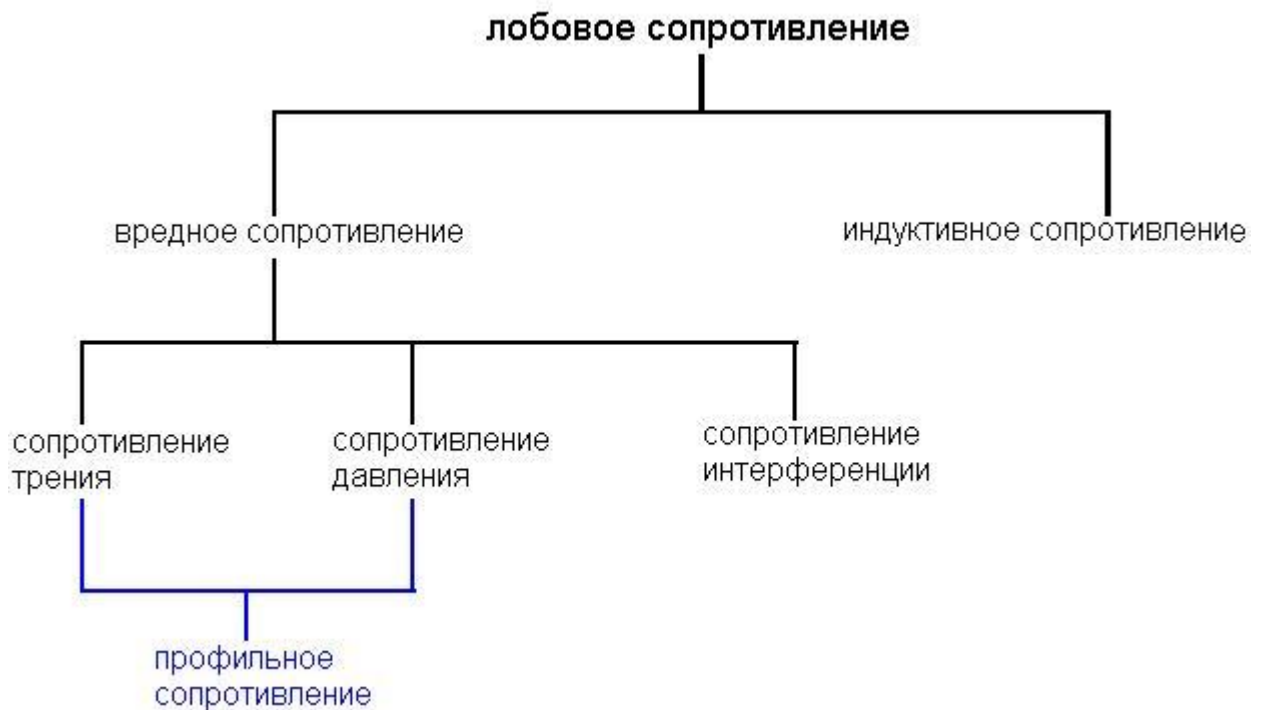 лобовое сопротивление
вредное сопротивление
индуктивное сопротивление
сопротивление
трения
сопротивление
давления
сопротивление
интерференции
профильное
сопротивление